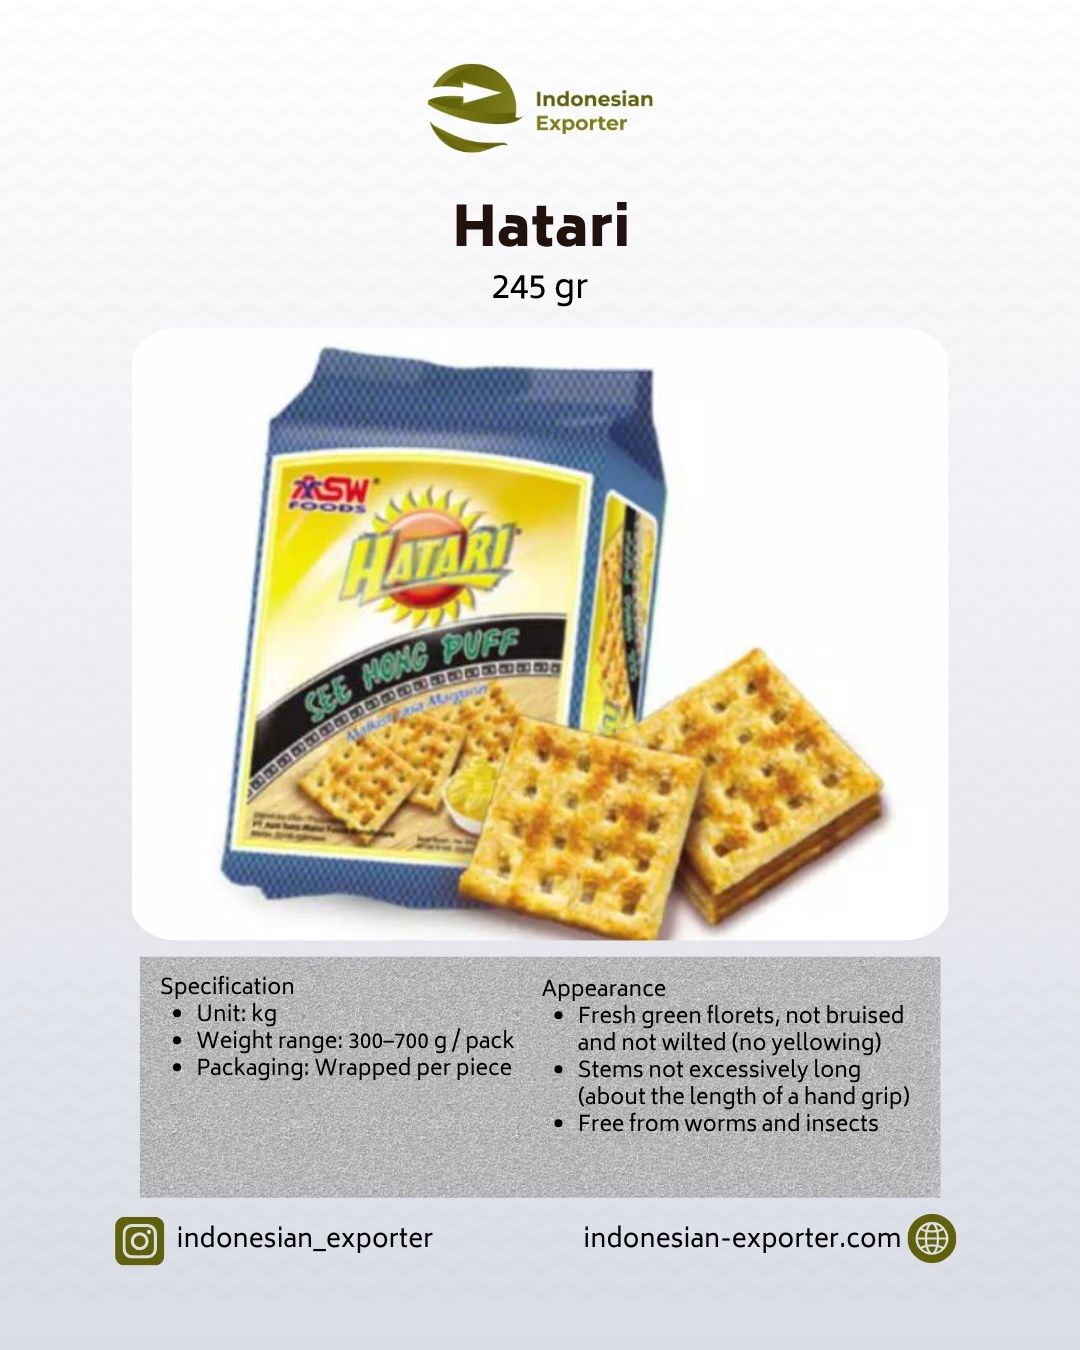 Indonesian
Exporter
Hatari
245 gr
ASW
FOODS
HATARI
SEE HONG PUFF
Specification
• Unit: kg
• Weight range: 300–700 g / pack
• Packaging: Wrapped per piece
Appearance
• Fresh green florets, not bruised
and not wilted (no yellowing)
• Stems not excessively long
(about the length of a hand grip)
• Free from worms and insects
indonesian_exporter
indonesian-exporter.com